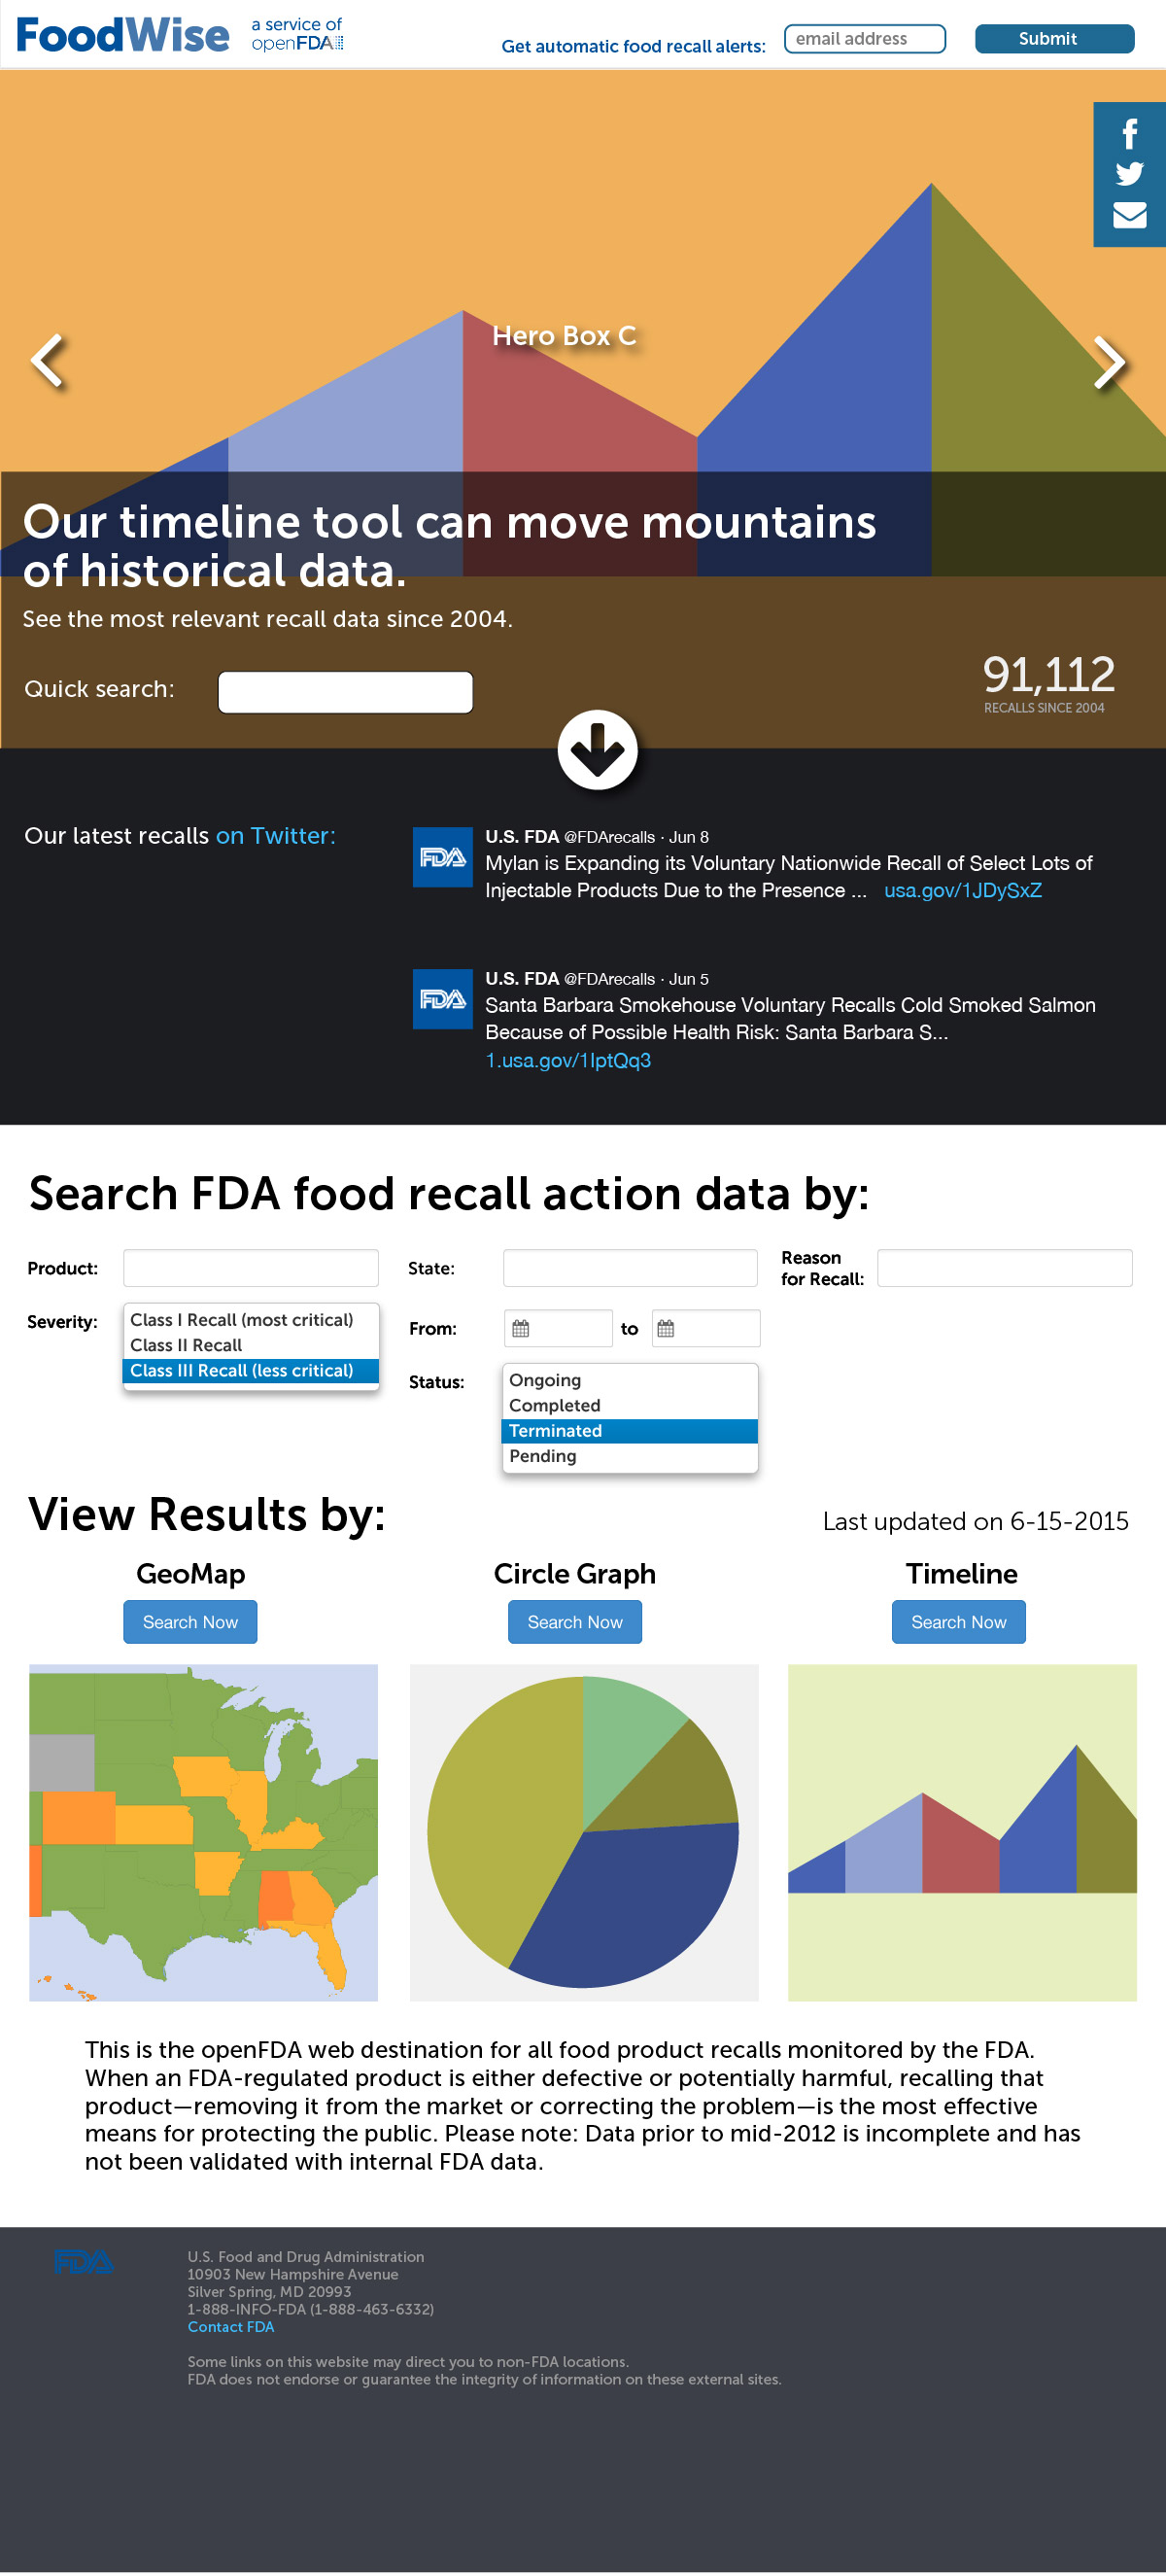 FoodWise
a service of
openFDA
Get automatic food recall alerts:
email address
Submit
Hero Box C
Our timeline tool can move mountains
of historical data.
See the most relevant recall data since 2004.
Quick search:
91,112
RECALLS SINCE 2004
Our latest recalls on Twitter:
FDA
U.S. FDA @FDArecalls · Jun 8
Mylan is Expanding its Voluntary Nationwide Recall of Select Lots of
Injectable Products Due to the Presence ... usa.gov/1JDySxZ
FDA
U.S. FDA @FDArecalls · Jun 5
Santa Barbara Smokehouse Voluntary Recalls Cold Smoked Salmon
Because of Possible Health Risk: Santa Barbara S...
1.usa.gov/1IptQq3
Search FDA food recall action data by:
Product:
State:
Reason
for Recall:
Severity:
Class I Recall (most critical)
Class II Recall
Class III Recall (less critical)
From:
to
Status:
Ongoing
Completed
Terminated
Pending
View Results by:
Last updated on 6-15-2015
GeoMap
Circle Graph
Timeline
Search Now
Search Now
Search Now
This is the openFDA web destination for all food product recalls monitored by the FDA.
When an FDA-regulated product is either defective or potentially harmful, recalling that
product—removing it from the market or correcting the problem—is the most effective
means for protecting the public. Please note: Data prior to mid-2012 is incomplete and has
not been validated with internal FDA data.
FDA
U.S. Food and Drug Administration
10903 New Hampshire Avenue
Silver Spring, MD 20993
1-888-INFO-FDA (1-888-463-6332)
Contact FDA
Some links on this website may direct you to non-FDA locations.
FDA does not endorse or guarantee the integrity of information on these external sites.